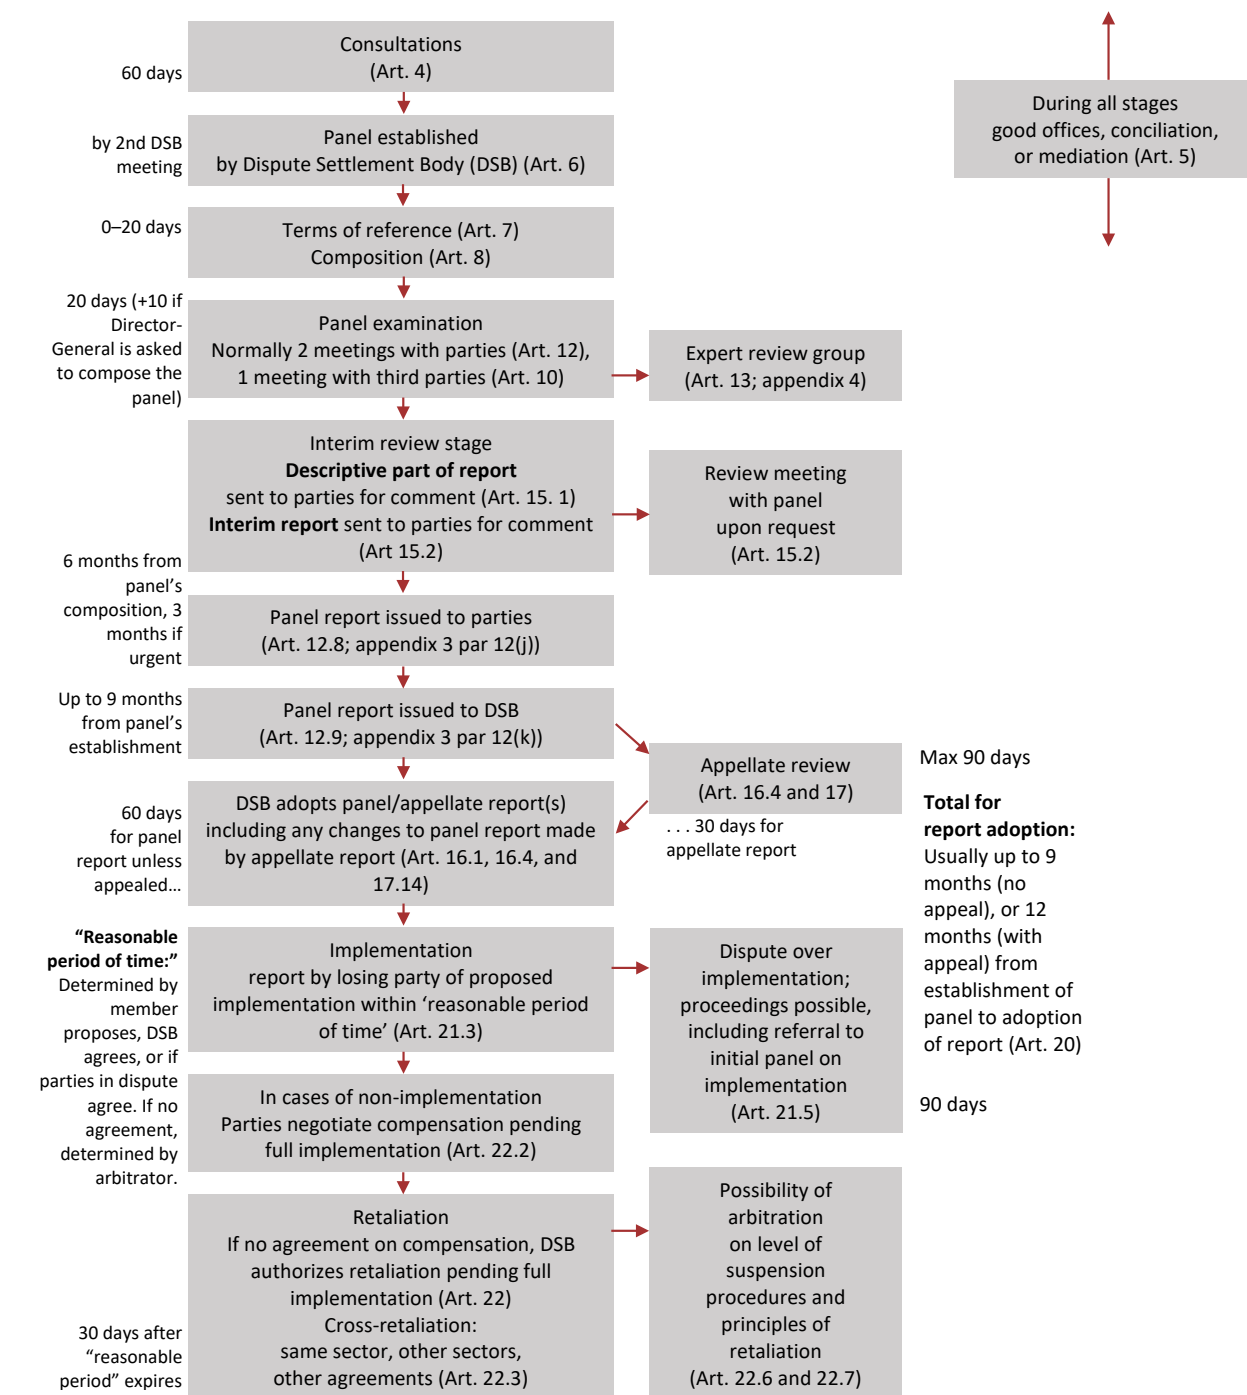 Consultations
(Art. 4)
60 days
During all stages
good offices, conciliation,
or mediation (Art. 5)
by 2nd DSB
meeting
Panel established
by Dispute Settlement Body (DSB) (Art. 6)
0–20 days
Terms of reference (Art. 7)
Composition (Art. 8)
20 days (+10 if
Director-
General is asked
to compose the
panel)
Panel examination
Normally 2 meetings with parties (Art. 12),
1 meeting with third parties (Art. 10)
Expert review group
(Art. 13; appendix 4)
Interim review stage
Descriptive part of report
sent to parties for comment (Art. 15. 1)
Interim report sent to parties for comment
(Art 15.2)
Review meeting
with panel
upon request
(Art. 15.2)
6 months from
panel’s
composition, 3
months if
urgent
Panel report issued to parties
(Art. 12.8; appendix 3 par 12(j))
Up to 9 months
from panel’s
establishment
Panel report issued to DSB
(Art. 12.9; appendix 3 par 12(k))
Appellate review
(Art. 16.4 and 17)
Max 90 days
. . . 30 days for
appellate report
60 days
for panel
report unless
appealed…
DSB adopts panel/appellate report(s)
including any changes to panel report made
by appellate report (Art. 16.1, 16.4, and
17.14)
Total for
report adoption:
Usually up to 9
months (no
appeal), or 12
months (with
appeal) from
establishment of
panel to adoption
of report (Art. 20)
“Reasonable
period of time:”
Determined by
member
proposes, DSB
agrees, or if
parties in dispute
agree. If no
agreement,
determined by
arbitrator.
Implementation
report by losing party of proposed
implementation within ‘reasonable period
of time’ (Art. 21.3)
Dispute over
implementation;
proceedings possible,
including referral to
initial panel on
implementation
(Art. 21.5)
90 days
In cases of non-implementation
Parties negotiate compensation pending
full implementation (Art. 22.2)
Retaliation
If no agreement on compensation, DSB
authorizes retaliation pending full
implementation (Art. 22)
Cross-retaliation:
same sector, other sectors,
other agreements (Art. 22.3)
30 days after
“reasonable
period” expires
Possibility of
arbitration
on level of
suspension
procedures and
principles of
retaliation
(Art. 22.6 and 22.7)